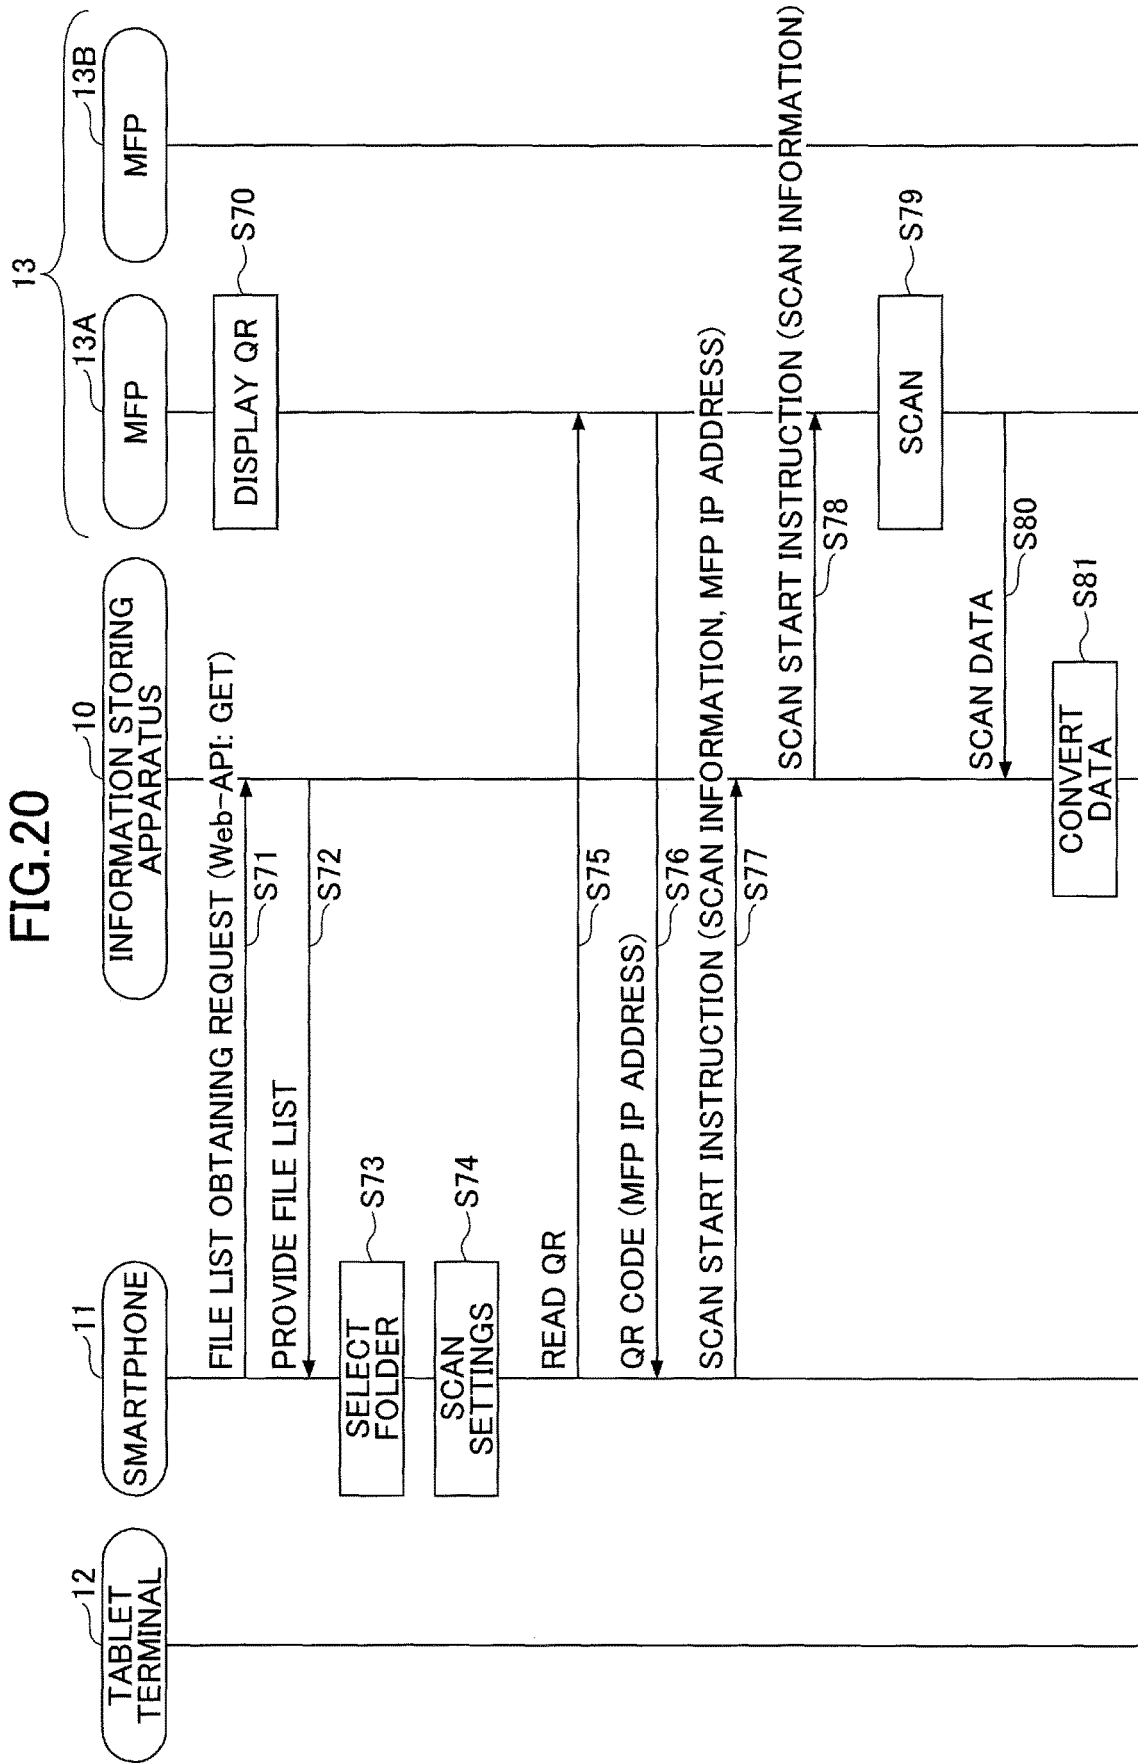 FIG.20
12
TABLET
TERMINAL
11
SMARTPHONE
10
INFORMATION STORING
APPARATUS
13
13A
MFP
13B
MFP
DISPLAY QR
S70
FILE LIST OBTAINING REQUEST (Web-API: GET)
S71
PROVIDE FILE LIST
S72
SELECT
FOLDER
S73
SCAN
SETTINGS
S74
READ QR
S75
QR CODE (MFP IP ADDRESS)
S76
SCAN START INSTRUCTION (SCAN INFORMATION, MFP IP ADDRESS)
S77
SCAN START INSTRUCTION (SCAN INFORMATION)
S78
SCAN
S79
SCAN DATA
S80
CONVERT
DATA
S81